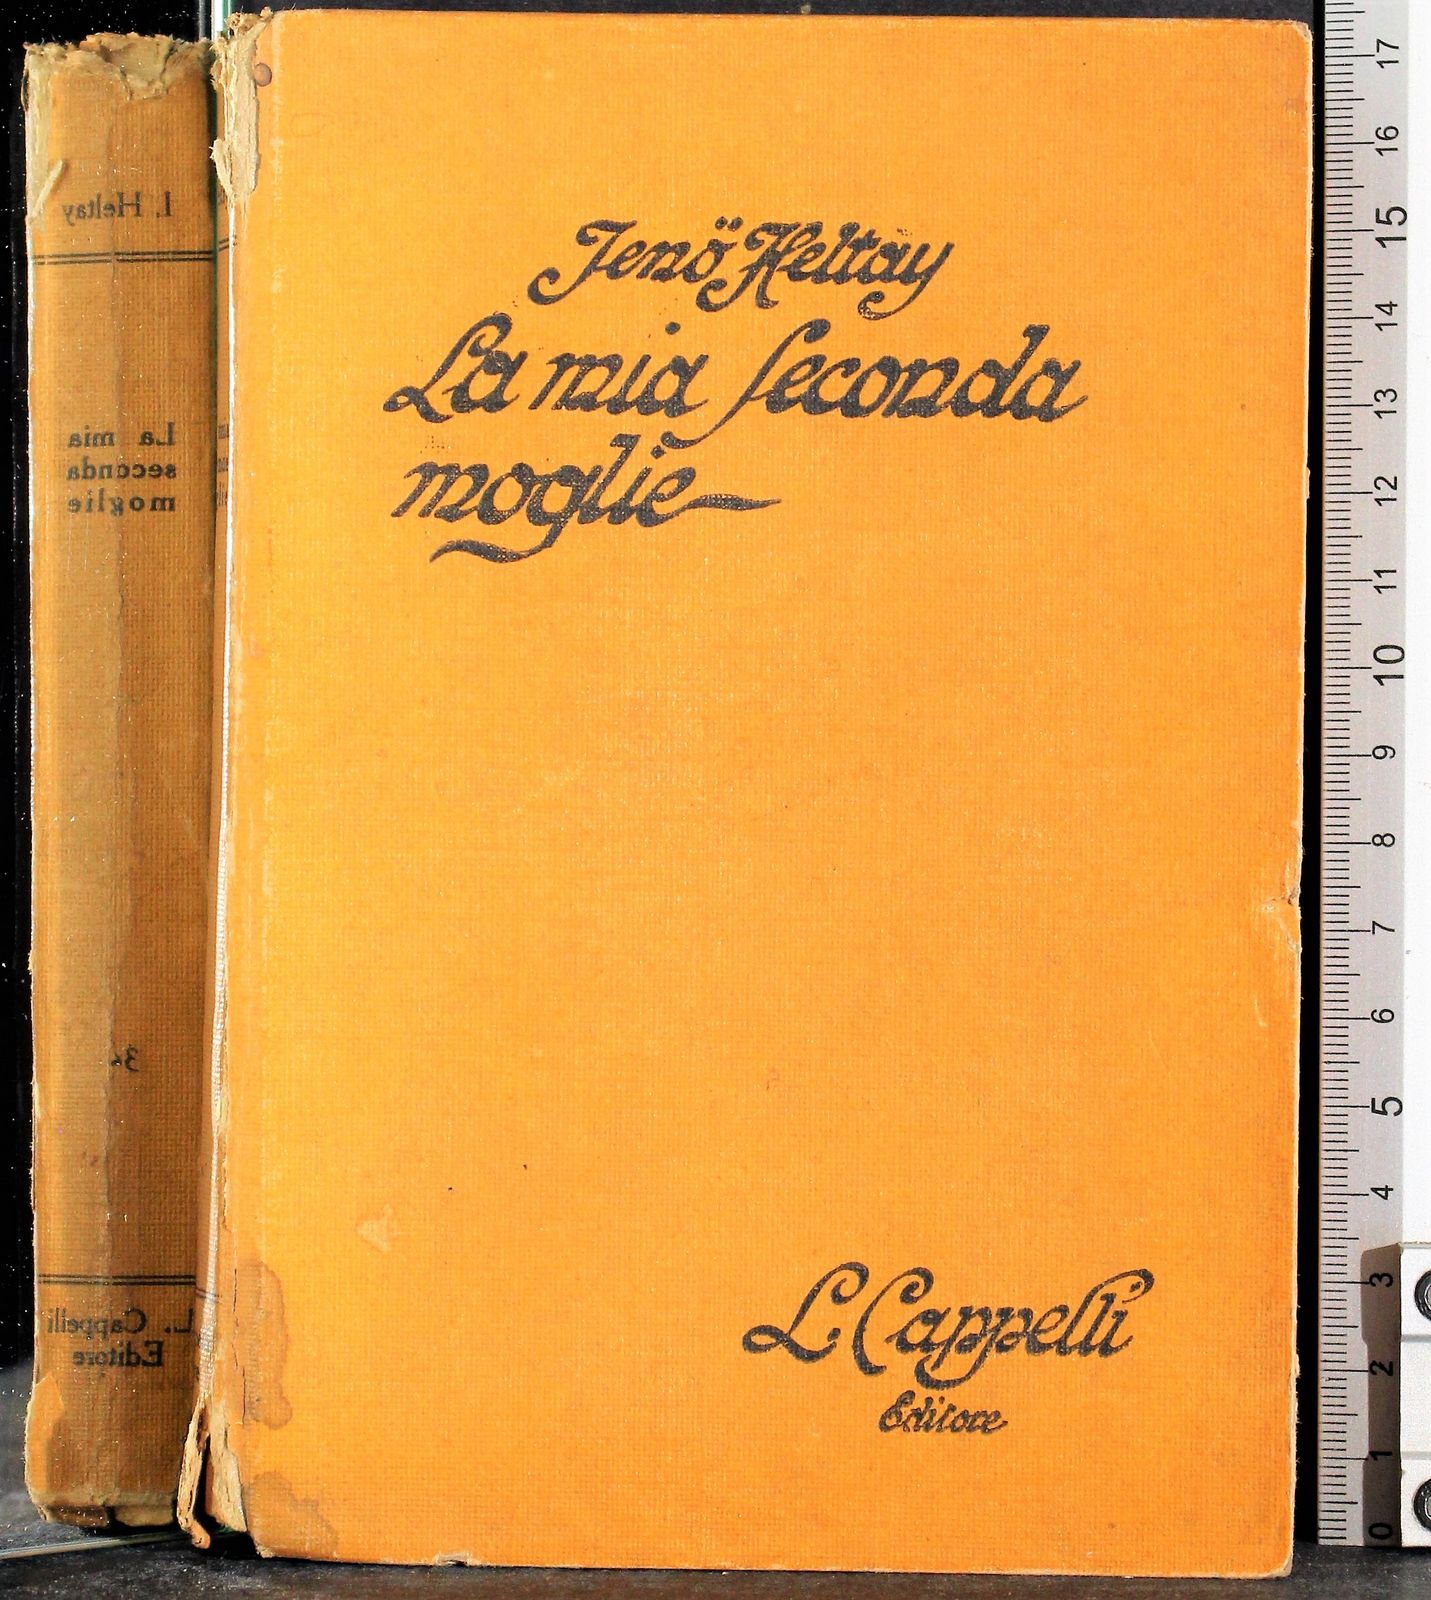 Jenö Heltay
La mia seconda
moglie
L. Cappelli
Editore
I. Heltay
La mia
seconda
moglie
L. Cappelli
Editore
17
16
15
14
13
12
11
10
9
8
7
6
5
4
3
2
1
0